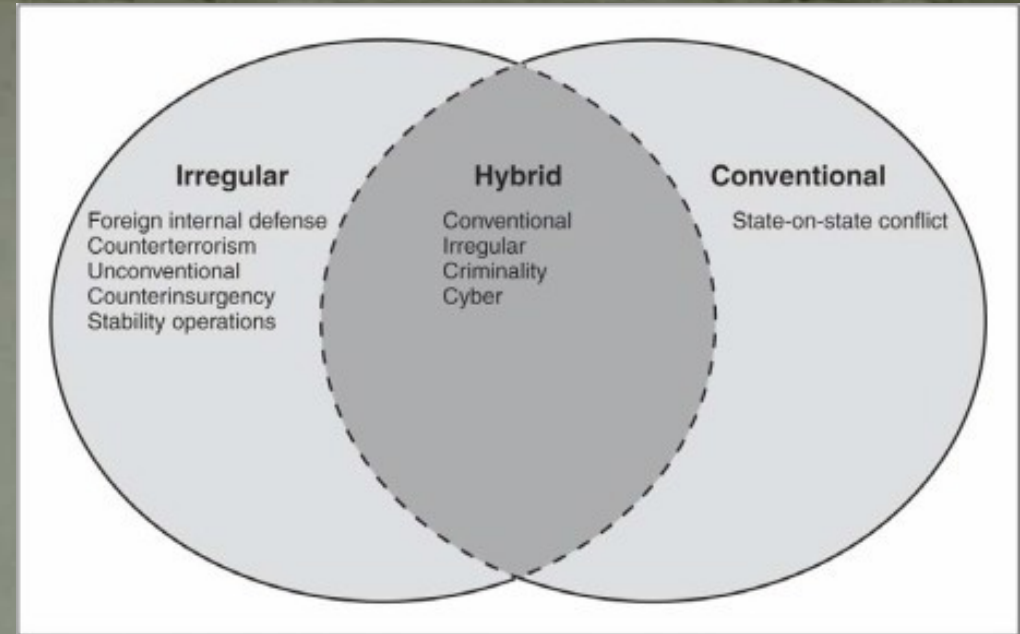 Irregular
Foreign internal defense
Counterterrorism
Unconventional
Counterinsurgency
Stability operations
Hybrid
Conventional
Irregular
Criminality
Cyber
Conventional
State-on-state conflict